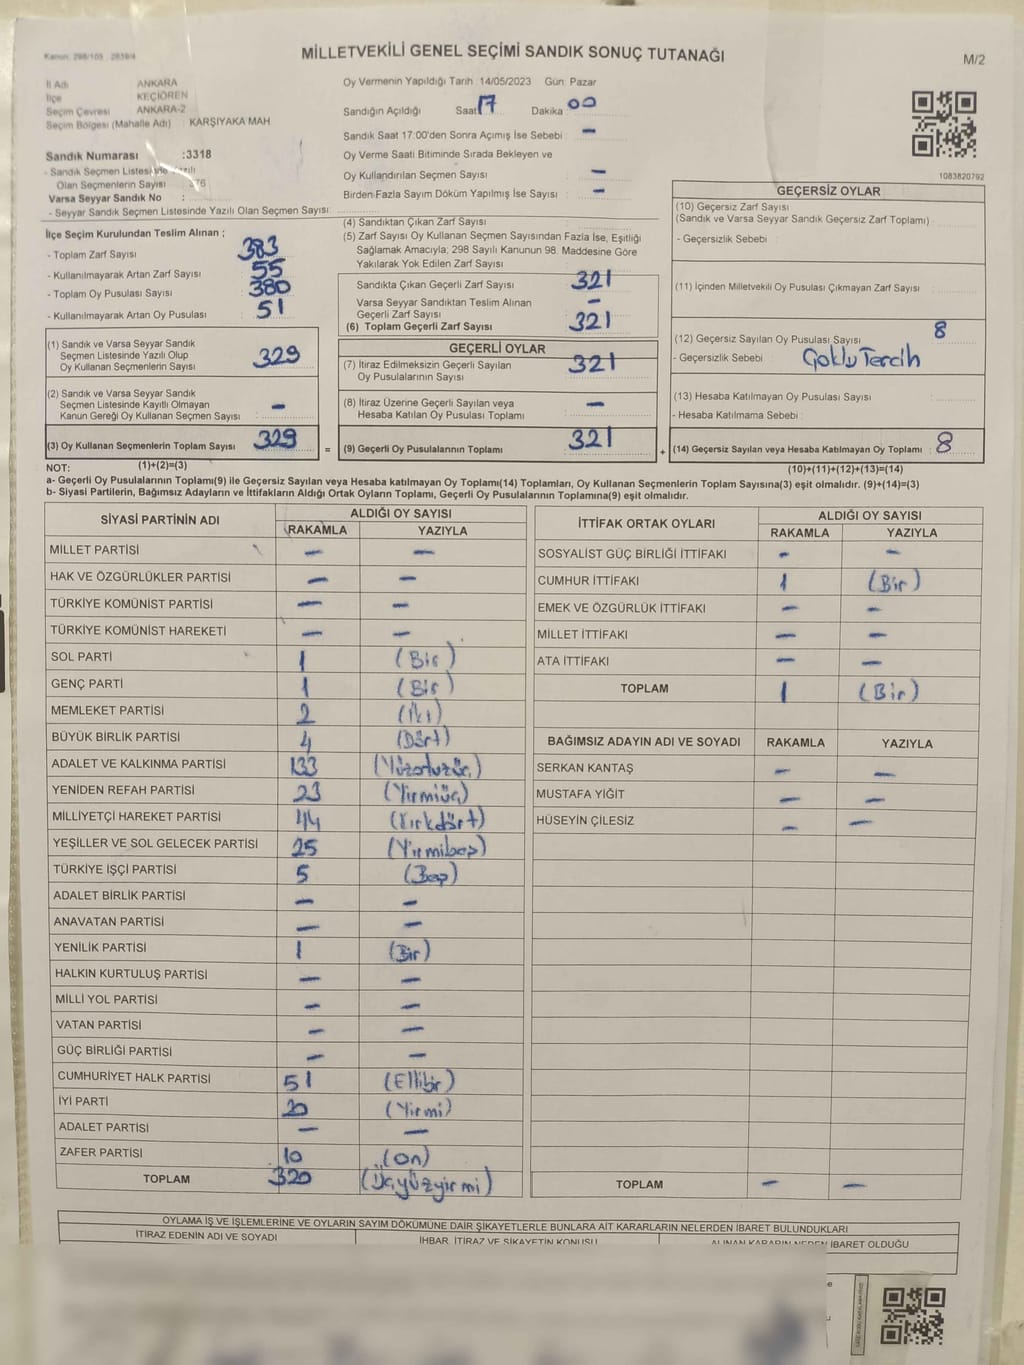 MİLLETVEKİLİ GENEL SEÇİMİ SANDIK SONUÇ TUTANAĞI
M/2
İl Adı ANKARA
İlçe KEÇİÖREN
Seçim Çevresi ANKARA-2
Seçim Bölgesi (Mahalle Adı) KARŞIYAKA MAH
Sandık Numarası :3318
- Sandık Seçmen Listesinde Yazılı
Olan Seçmenlerin Sayısı
Varsa Seyyar Sandık No :
- Seyyar Sandık Seçmen Listesinde Yazılı Olan Seçmen Sayısı:
Oy Vermenin Yapıldığı Tarih 14/05/2023 Gün: Pazar
Sandığın Açıldığı Saat 17 Dakika 00
Sandık Saat 17:00'den Sonra Açımış İse Sebebi : —
Oy Verme Saati Bitiminde Sırada Bekleyen ve
Oy Kullandırılan Seçmen Sayısı : —
Birden Fazla Sayım Döküm Yapılmış İse Sayısı : —
1083820792
İlçe Seçim Kurulundan Teslim Alınan ;
- Toplam Zarf Sayısı 383
- Kullanılmayarak Artan Zarf Sayısı 55
- Toplam Oy Pusulası Sayısı 380
- Kullanılmayarak Artan Oy Pusulası 51
(1) Sandık ve Varsa Seyyar Sandık
Seçmen Listesinde Yazılı Olup
Oy Kullanan Seçmenlerin Sayısı 329
(2) Sandık ve Varsa Seyyar Sandık
Seçmen Listesinde Kayıtlı Olmayan
Kanun Gereği Oy Kullanan Seçmen Sayısı : —
(3) Oy Kullanan Seçmenlerin Toplam Sayısı 329 =
(1)+(2)=(3)
(4) Sandıktan Çıkan Zarf Sayısı
(5) Zarf Sayısı Oy Kullanan Seçmen Sayısından Fazla İse, Eşitliği
Sağlamak Amacıyla, 298 Sayılı Kanunun 98. Maddesine Göre
Yakılarak Yok Edilen Zarf Sayısı
Sandıkta Çıkan Geçerli Zarf Sayısı 321
Varsa Seyyar Sandıktan Teslim Alınan
Geçerli Zarf Sayısı —
(6) Toplam Geçerli Zarf Sayısı 321
GEÇERLİ OYLAR
(7) İtiraz Edilmeksizin Geçerli Sayılan
Oy Pusulalarının Sayısı 321
(8) İtiraz Üzerine Geçerli Sayılan veya
Hesaba Katılan Oy Pusulası Toplamı : —
(9) Geçerli Oy Pusulalarının Toplamı 321 +
GEÇERSİZ OYLAR
(10) Geçersiz Zarf Sayısı
(Sandık ve Varsa Seyyar Sandık Geçersiz Zarf Toplamı) :
- Geçersizlik Sebebi :
(11) İçinden Milletvekili Oy Pusulası Çıkmayan Zarf Sayısı :
(12) Geçersiz Sayılan Oy Pusulası Sayısı 8
- Geçersizlik Sebebi : Çoklu Tercih
(13) Hesaba Katılmayan Oy Pusulası Sayısı
- Hesaba Katılmama Sebebi :
(14) Geçersiz Sayılan veya Hesaba Katılmayan Oy Toplamı : 8
(10)+(11)+(12)+(13)=(14)
NOT:
a- Geçerli Oy Pusulalarının Toplamı(9) ile Geçersiz Sayılan veya Hesaba katılmayan Oy Toplamı(14) Toplamları, Oy Kullanan Seçmenlerin Toplam Sayısına(3) eşit olmalıdır. (9)+(14)=(3)
b- Siyasi Partilerin, Bağımsız Adayların ve İttifakların Aldığı Ortak Oyların Toplamı, Geçerli Oy Pusulalarının Toplamına(9) eşit olmalıdır.
SİYASİ PARTİNİN ADI ALDIĞI OY SAYISI
RAKAMLA YAZIYLA
MİLLET PARTİSİ — —
HAK VE ÖZGÜRLÜKLER PARTİSİ — —
TÜRKİYE KOMÜNİST PARTİSİ — —
TÜRKİYE KOMÜNİST HAREKETİ — —
SOL PARTİ 1 (Bir)
GENÇ PARTİ 1 (Bir)
MEMLEKET PARTİSİ 2 (İki)
BÜYÜK BİRLİK PARTİSİ 4 (Dört)
ADALET VE KALKINMA PARTİSİ 133 (Yüzotuzüç)
YENİDEN REFAH PARTİSİ 23 (Yirmiüç)
MİLLİYETÇİ HAREKET PARTİSİ 44 (Kırkdört)
YEŞİLLER VE SOL GELECEK PARTİSİ 25 (Yirmibeş)
TÜRKİYE İŞÇİ PARTİSİ 5 (Beş)
ADALET BİRLİK PARTİSİ — —
ANAVATAN PARTİSİ — —
YENİLİK PARTİSİ 1 (Bir)
HALKIN KURTULUŞ PARTİSİ — —
MİLLİ YOL PARTİSİ — —
VATAN PARTİSİ — —
GÜÇ BİRLİĞİ PARTİSİ — —
CUMHURİYET HALK PARTİSİ 51 (Ellibir)
İYİ PARTİ 20 (Yirmi)
ADALET PARTİSİ — —
ZAFER PARTİSİ 10 (On)
TOPLAM 320 (Üçyüzyirmi)
İTTİFAK ORTAK OYLARI ALDIĞI OY SAYISI
RAKAMLA YAZIYLA
SOSYALİST GÜÇ BİRLİĞİ İTTİFAKI — —
CUMHUR İTTİFAKI 1 (Bir)
EMEK VE ÖZGÜRLÜK İTTİFAKI — —
MİLLET İTTİFAKI — —
ATA İTTİFAKI — —
TOPLAM 1 (Bir)
BAĞIMSIZ ADAYIN ADI VE SOYADI RAKAMLA YAZIYLA
SERKAN KANTAŞ — —
MUSTAFA YİĞİT — —
HÜSEYİN ÇİLESİZ — —
TOPLAM — —
OYLAMA İŞ VE İŞLEMLERİNE VE OYLARIN SAYIM DÖKÜMÜNE DAİR ŞİKAYETLERLE BUNLARA AİT KARARLARIN NELERDEN İBARET BULUNDUKLARI
İTİRAZ EDENİN ADI VE SOYADI İHBAR, İTİRAZ VE ŞİKAYETİN KONUSU ALINAN KARARIN NEDEN İBARET OLDUĞU